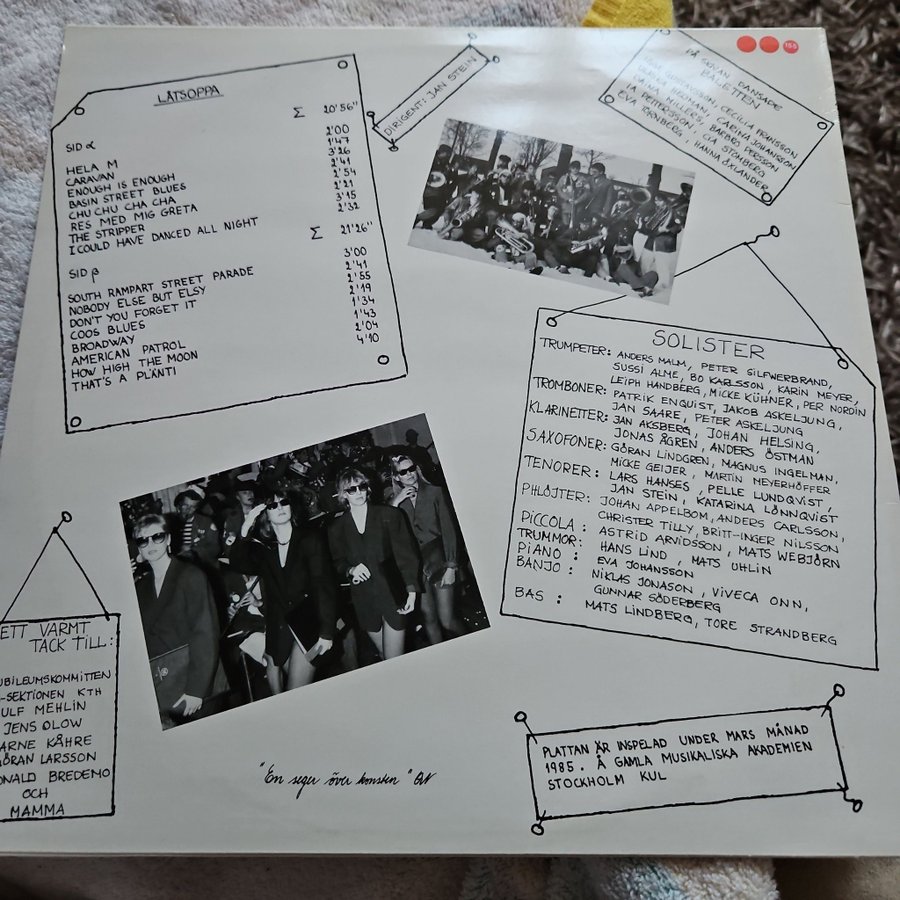 LÅTSOPPA
SID α Σ 20'56"
HELA M 2'00
CARAVAN 1'47
ENOUGH IS ENOUGH 3'26
BASIN STREET BLUES 2'41
CHU CHU CHA CHA 2'54
RES MED MIG GRETA 2'21
THE STRIPPER 3'15
I COULD HAVE DANCED ALL NIGHT 2'32
SID β Σ 21'26"
SOUTH RAMPART STREET PARADE 3'00
NOBODY ELSE BUT ELSY 2'41
DON'T YOU FORGET IT 2'55
COOS BLUES 2'19
BROADWAY 1'34
AMERICAN PATROL 1'43
HOW HIGH THE MOON 2'04
THAT'S A PLÄNTI 4'10
DIRIGENT: JAN STEIN
PÅ SKIVAN DANSADE
BALETTEN
CECILIA FRANSSON
CARINA JOHANSSON
BARBRO PERSSON
PETTERSSON, CIA STOMBERG
EVA TÖRNBERG, HANNA ÖXLANDER
155
SOLISTER
TRUMPETER: ANDERS MALM, PETER SILFWERBRAND,
SUSSI ALME, BO KARLSSON, KARIN MEYER,
LEIPH HANDBERG, MICKE KÜHNER, PER NORDIN
TROMBONER: PATRIK ENQUIST, JAKOB ASKELJUNG,
JAN SAARE, PETER ASKELJUNG
KLARINETTER: JAN AKSBERG, JOHAN HELSING,
JONAS ÅGREN, ANDERS ÖSTMAN
SAXOFONER: GÖRAN LINDGREN, MAGNUS INGELMAN,
MICKE GEIJER, MARTIN MEYERHÖFFER
TENORER: LARS HANSES, PELLE LUNDQVIST,
JAN STEIN, KATARINA LÖNNQVIST
PHLÖJTER: JOHAN APPELBOM, ANDERS CARLSSON,
CHRISTER TILLY, BRITT-INGER NILSSON
PICCOLA: ASTRID ARVIDSSON, MATS WEBJÖRN
TRUMMOR: HANS LIND, MATS UHLIN
PIANO: EVA JOHANSSON
BANJO: NIKLAS JONASON, VIVECA ONN,
GUNNAR SÖDERBERG
BAS: MATS LINDBERG, TORE STRANDBERG
ETT VARMT
TACK TILL:
UBILEUMSKOMMITTEN
-SEKTIONEN KTH
ULF MEHLIN
JENS OLOW
ARNE KÅHRE
ÖRAN LARSSON
ONALD BREDEMO
OCH
MAMMA
"En seger över konsten"
PLATTAN ÄR INSPELAD UNDER MARS MÅNAD
1985. Å GAMLA MUSIKALISKA AKADEMIEN
STOCKHOLM KUL